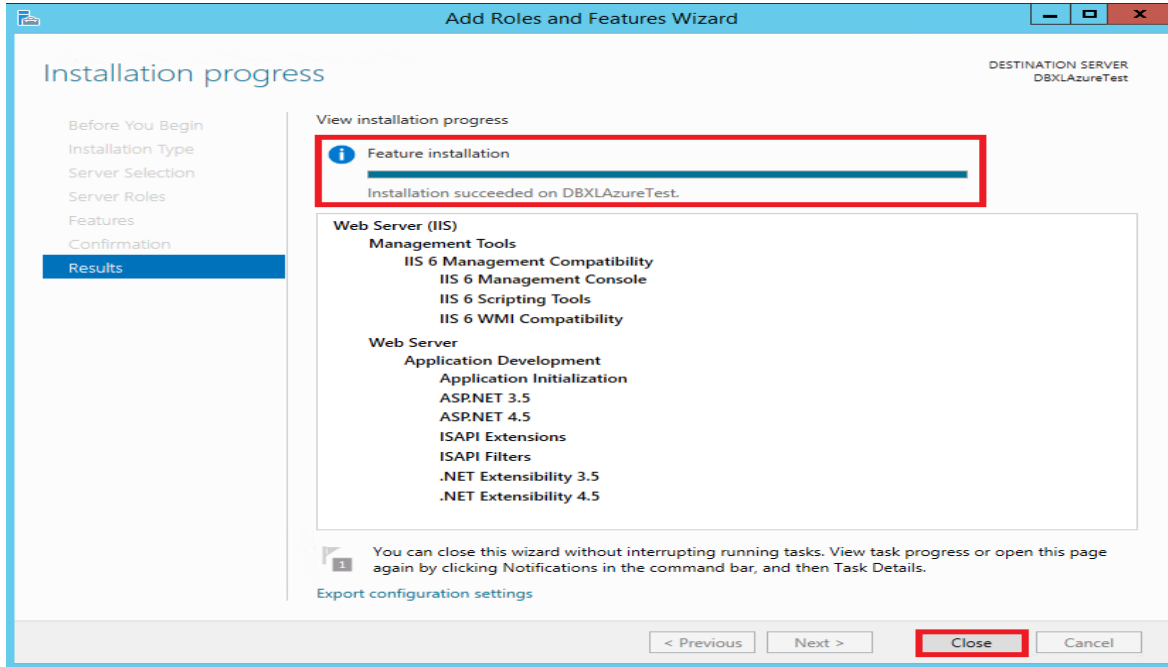 Add Roles and Features Wizard
Installation progress
DESTINATION SERVER
DBXLAzureTest
Before You Begin
Installation Type
Server Selection
Server Roles
Features
Confirmation
Results
View installation progress
Feature installation
Installation succeeded on DBXLAzureTest.
Web Server (IIS)
Management Tools
IIS 6 Management Compatibility
IIS 6 Management Console
IIS 6 Scripting Tools
IIS 6 WMI Compatibility
Web Server
Application Development
Application Initialization
ASP.NET 3.5
ASP.NET 4.5
ISAPI Extensions
ISAPI Filters
.NET Extensibility 3.5
.NET Extensibility 4.5
1
You can close this wizard without interrupting running tasks. View task progress or open this page
again by clicking Notifications in the command bar, and then Task Details.
Export configuration settings
< Previous
Next >
Close
Cancel